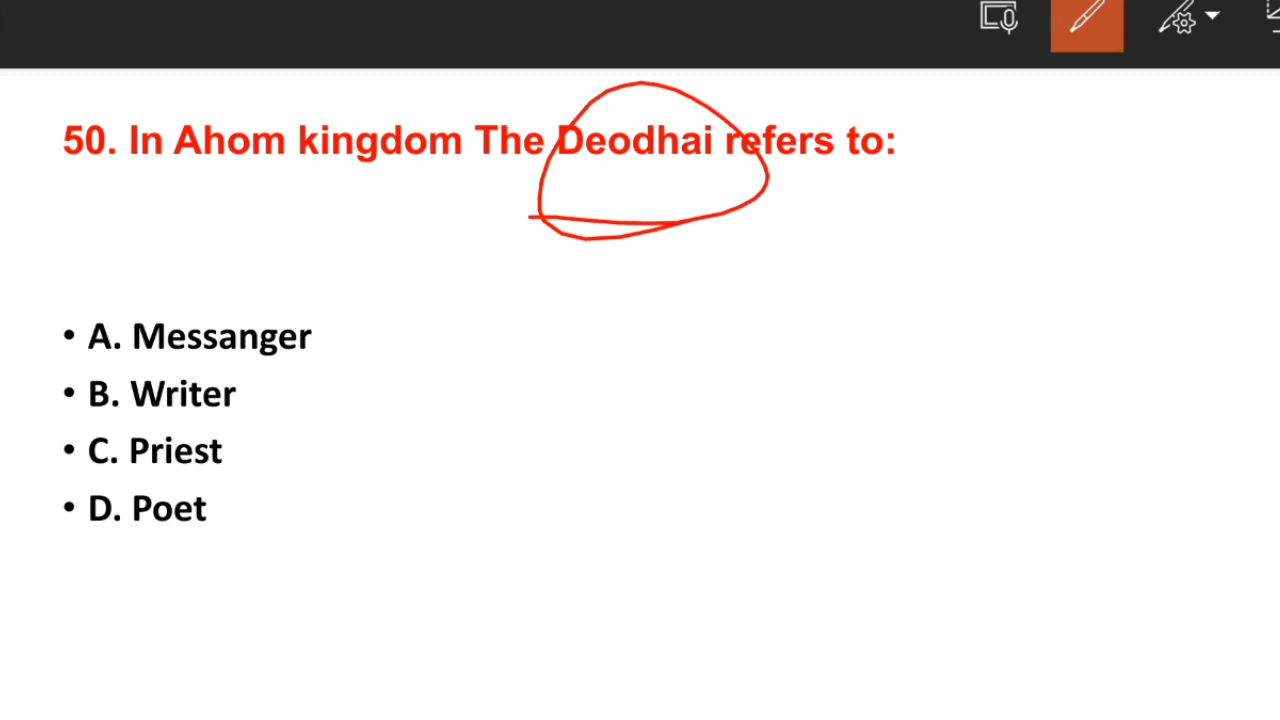 50. In Ahom kingdom The Deodhai refers to:
• A. Messanger
• B. Writer
• C. Priest
• D. Poet